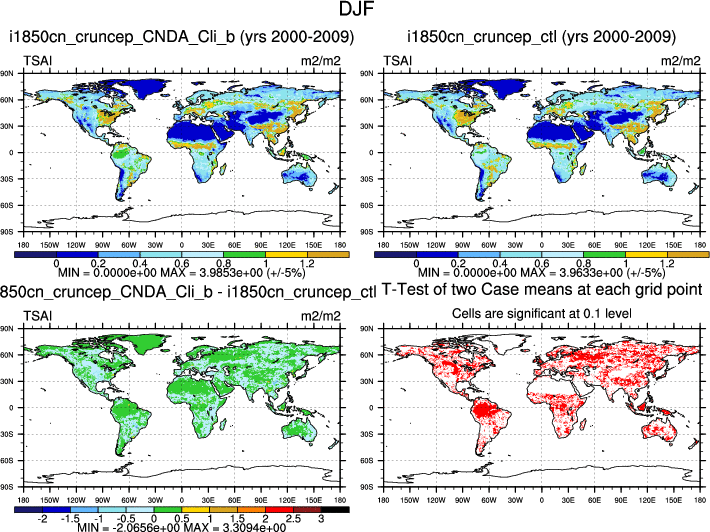 DJF
i1850cn_cruncep_CNDA_Cli_b (yrs 2000-2009)
i1850cn_cruncep_ctl (yrs 2000-2009)
TSAI m2/m2
TSAI m2/m2
90N
60N
30N
0
30S
60S
90S
180 150W 120W 90W 60W 30W 0 30E 60E 90E 120E 150E 180
90N
60N
30N
0
30S
60S
90S
180 150W 120W 90W 60W 30W 0 30E 60E 90E 120E 150E 180
0 0.2 0.4 0.6 0.8 1 1.2
MIN = 0.0000e+00 MAX = 3.9853e+00 (+/-5%)
0 0.2 0.4 0.6 0.8 1 1.2
MIN = 0.0000e+00 MAX = 3.9633e+00 (+/-5%)
850cn_cruncep_CNDA_Cli_b - i1850cn_cruncep_ctl
T-Test of two Case means at each grid point
TSAI m2/m2
Cells are significant at 0.1 level
90N
60N
30N
0
30S
60S
90S
180 150W 120W 90W 60W 30W 0 30E 60E 90E 120E 150E 180
90N
60N
30N
0
30S
60S
90S
180 150W 120W 90W 60W 30W 0 30E 60E 90E 120E 150E 180
-2 -1.5 -1 -0.5 0 0.5 1 1.5 2 2.5 3
MIN = -2.0656e+00 MAX = 3.3094e+00